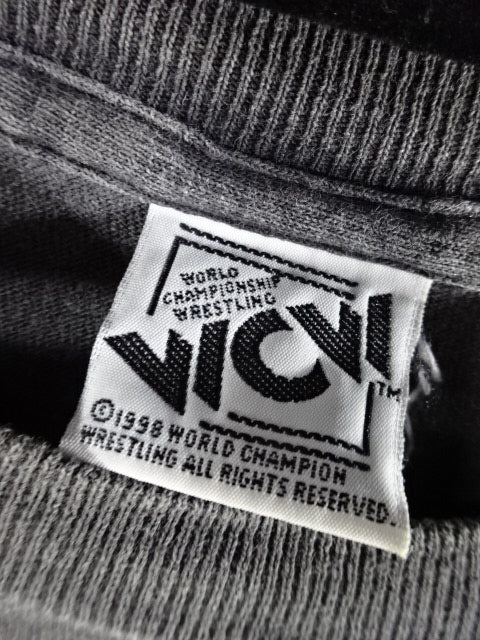 WORLD
CHAMPIONSHIP
WRESTLING
WCW
TM
©1998 WORLD CHAMPION
WRESTLING ALL RIGHTS RESERVED.